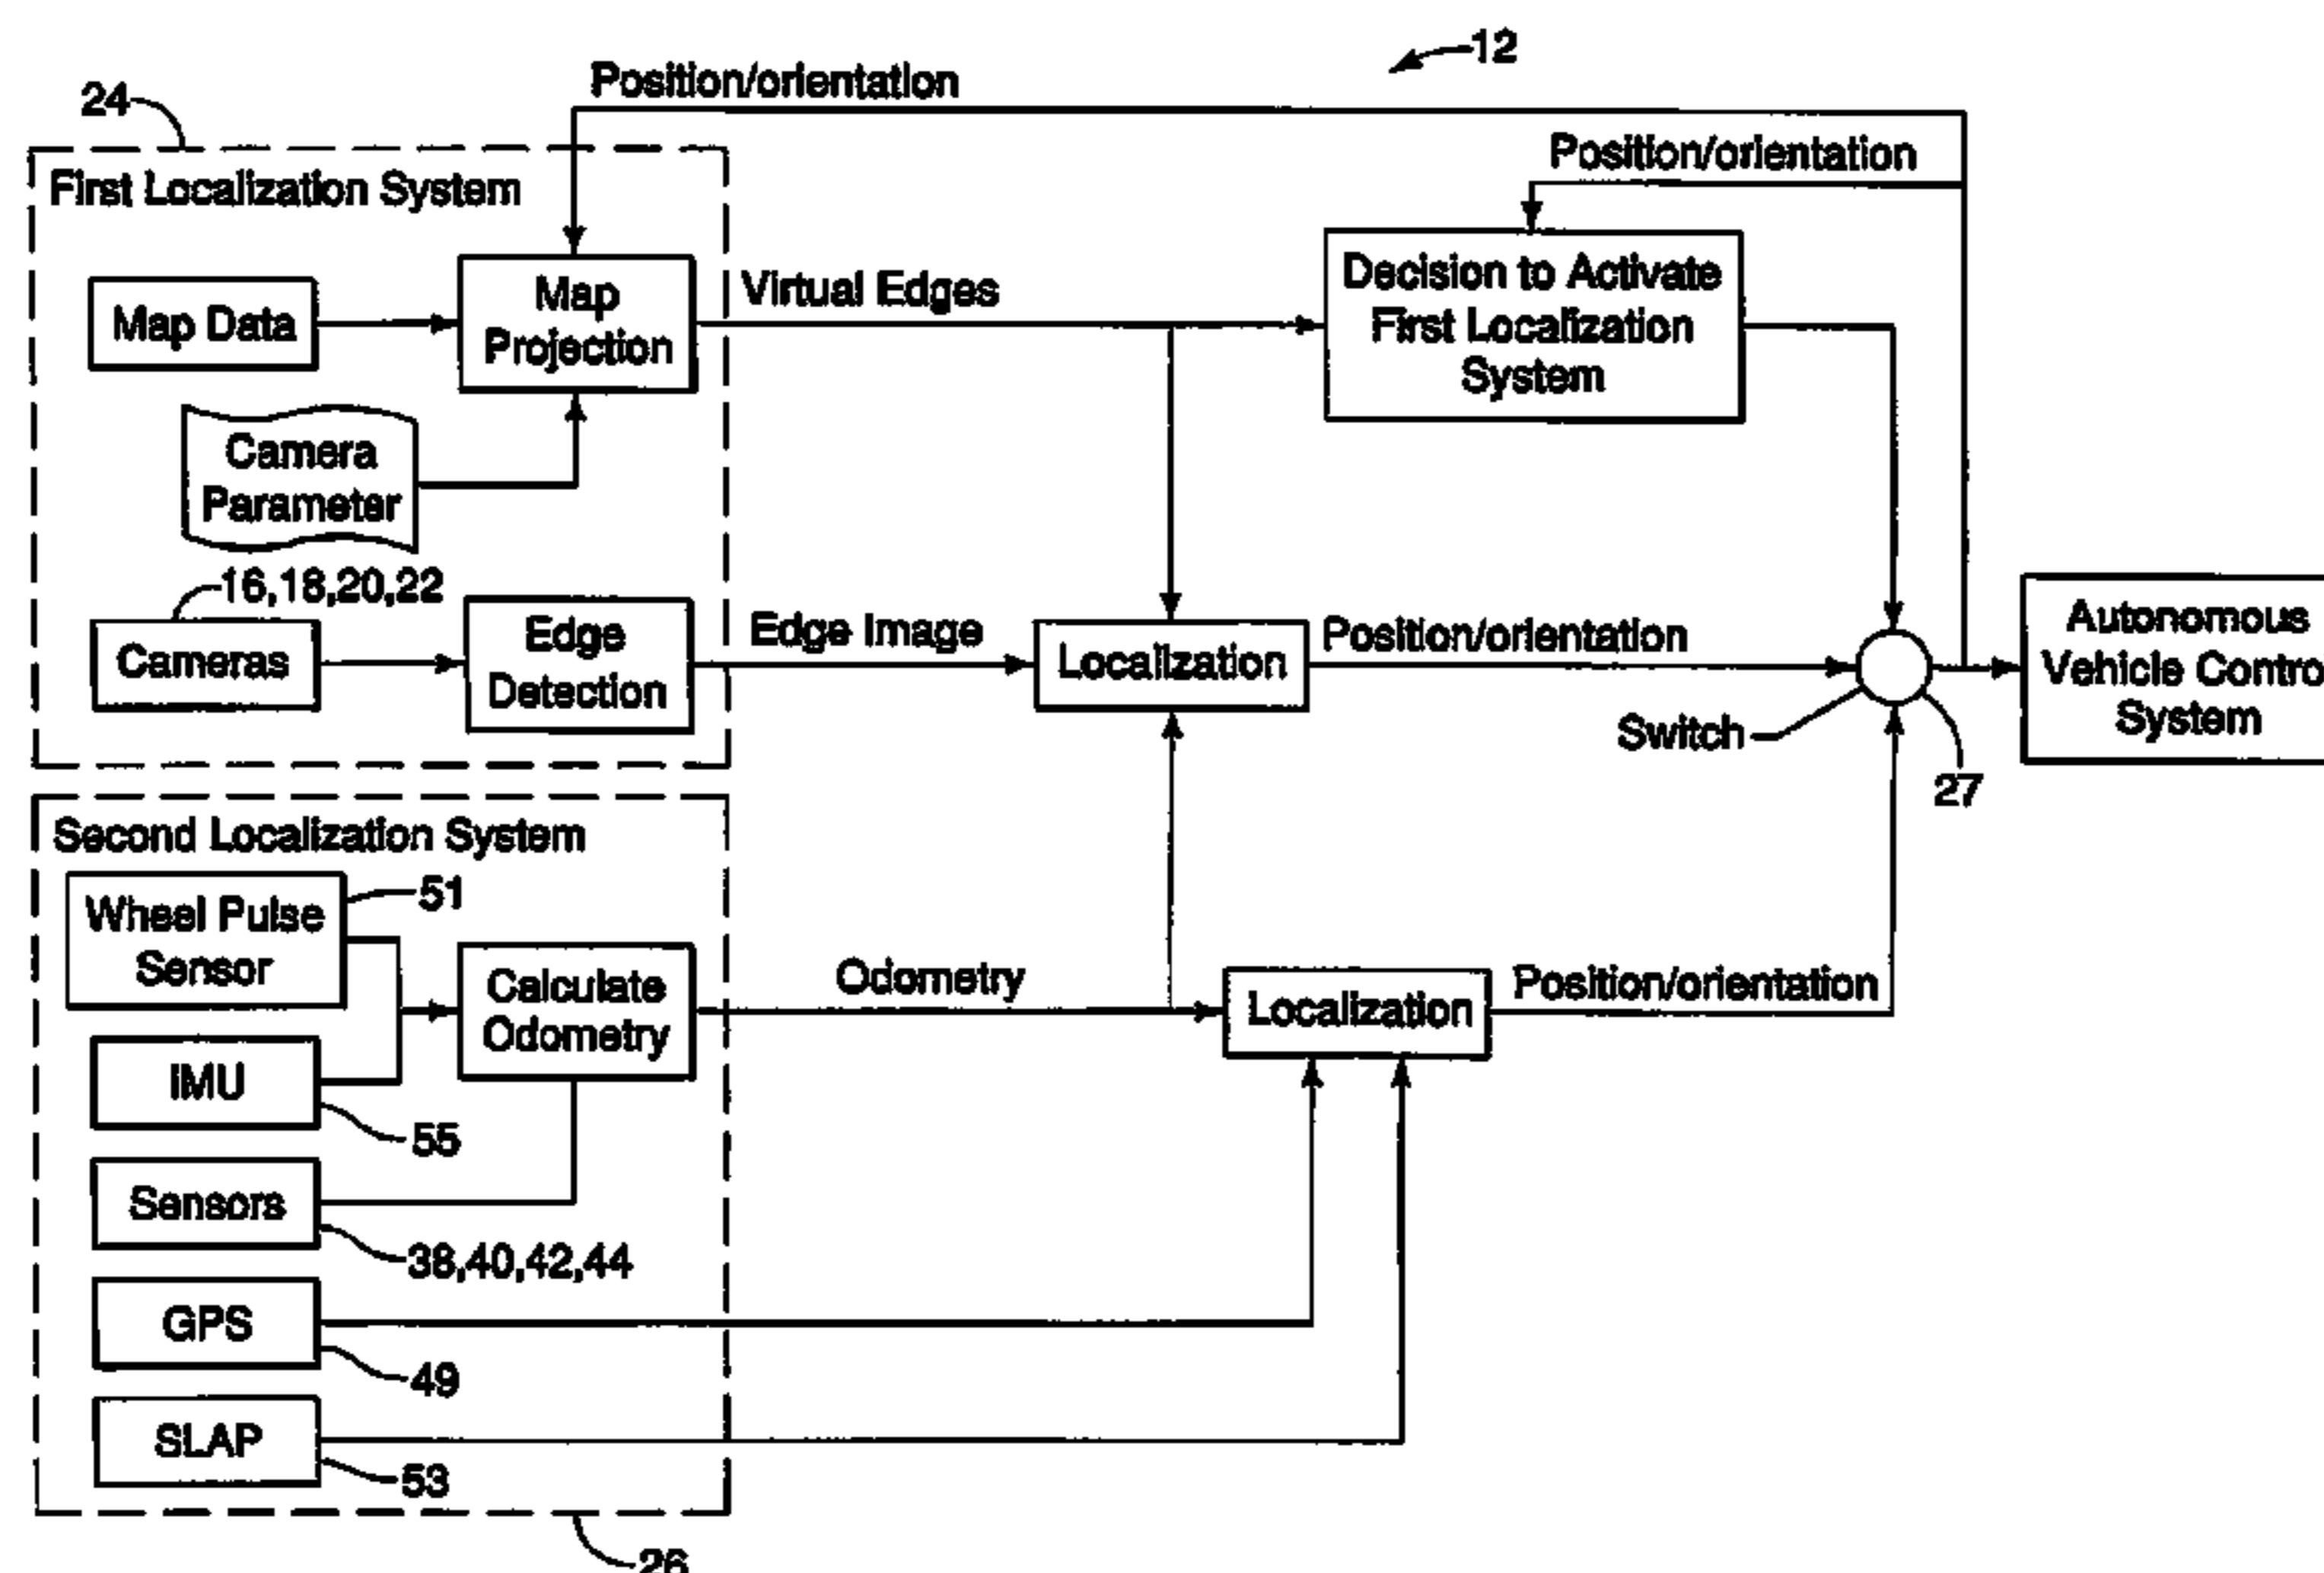 12
Position/orientation
24
Position/orientation
First Localization System
Map Data
Map
Projection
Virtual Edges
Decision to Activate
First Localization
System
Camera
Parameter
16,18,20,22
Cameras
Edge
Detection
Edge Image
Localization
Position/orientation
Switch
27
Autonomous
Vehicle Contro
System
Second Localization System
Wheel Pulse
Sensor
51
Calculate
Odometry
Odometry
Localization
Position/orientation
IMU
55
Sensors
38,40,42,44
GPS
49
SLAP
53
26